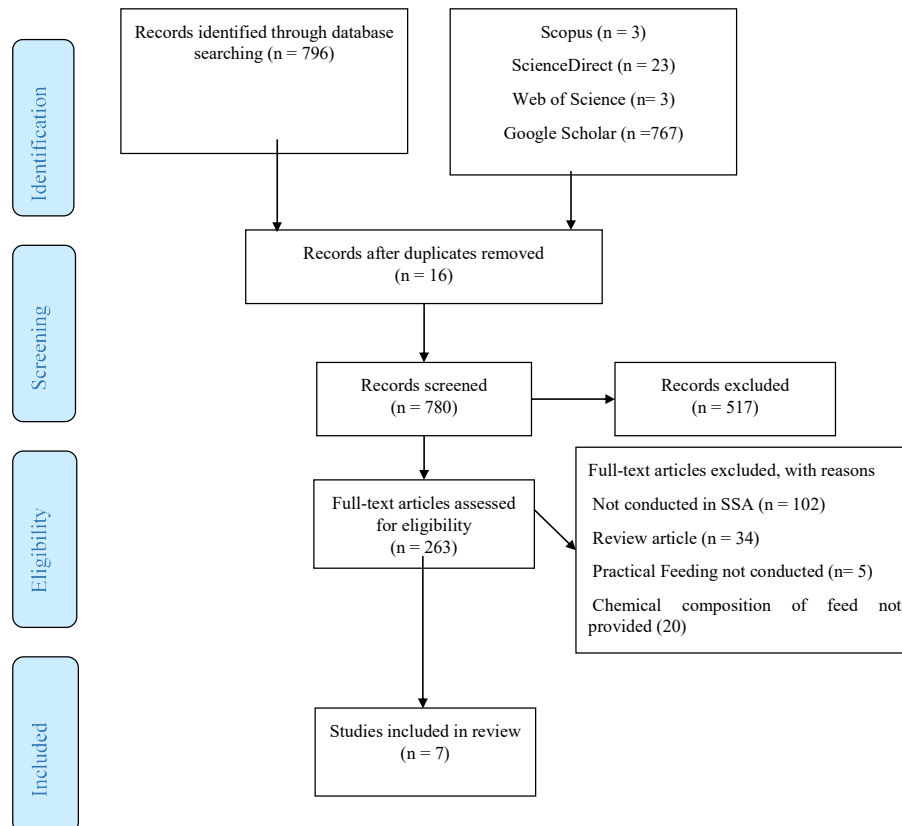 Identification
Records identified through database
searching (n = 796)
Scopus (n = 3)
ScienceDirect (n = 23)
Web of Science (n= 3)
Google Scholar (n =767)
Records after duplicates removed
(n = 16)
Screening
Records screened
(n = 780)
Records excluded
(n = 517)
Eligibility
Full-text articles assessed
for eligibility
(n = 263)
Full-text articles excluded, with reasons
Not conducted in SSA (n = 102)
Review article (n = 34)
Practical Feeding not conducted (n= 5)
Chemical composition of feed not
provided (20)
Included
Studies included in review
(n = 7)